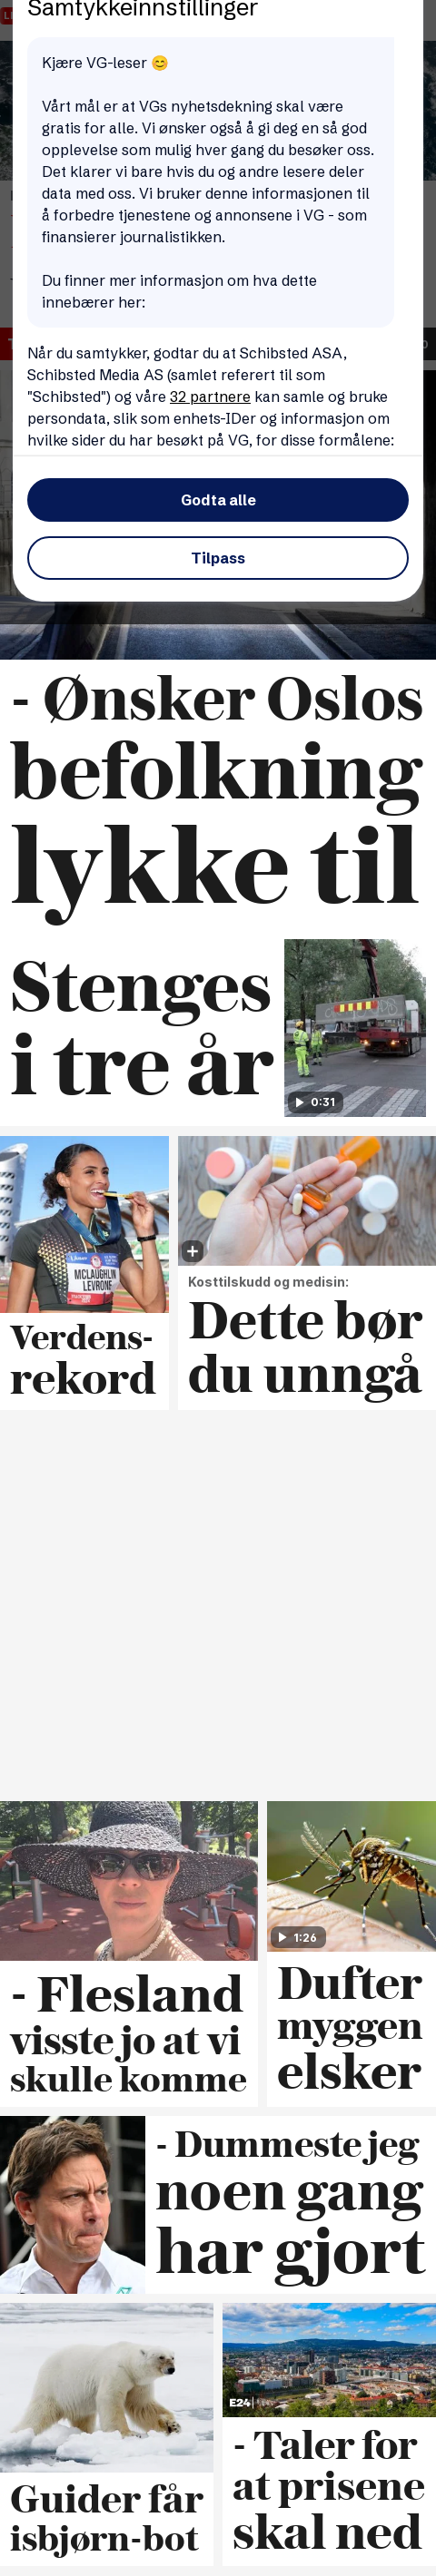 Samtykkeinnstillinger
Kjære VG-leser 😊
Vårt mål er at VGs nyhetsdekning skal være
gratis for alle. Vi ønsker også å gi deg en så god
opplevelse som mulig hver gang du besøker oss.
Det klarer vi bare hvis du og andre lesere deler
data med oss. Vi bruker denne informasjonen til
å forbedre tjenestene og annonsene i VG - som
finansierer journalistikken.
Du finner mer informasjon om hva dette
innebærer her:
Når du samtykker, godtar du at Schibsted ASA,
Schibsted Media AS (samlet referert til som
"Schibsted") og våre 32 partnere kan samle og bruke
persondata, slik som enhets-IDer og informasjon om
hvilke sider du har besøkt på VG, for disse formålene:
Godta alle
Tilpass
- Ønsker Oslos
befolkning
lykke til
Stenges
i tre år
0:31
MCLAUGHLIN
LEVRONE
Verdens-
rekord
Kosttilskudd og medisin:
Dette bør
du unngå
- Flesland
visste jo at vi
skulle komme
1:26
Dufter
myggen
elsker
- Dummeste jeg
noen gang
har gjort
Guider får
isbjørn-bot
E24
- Taler for
at prisene
skal ned